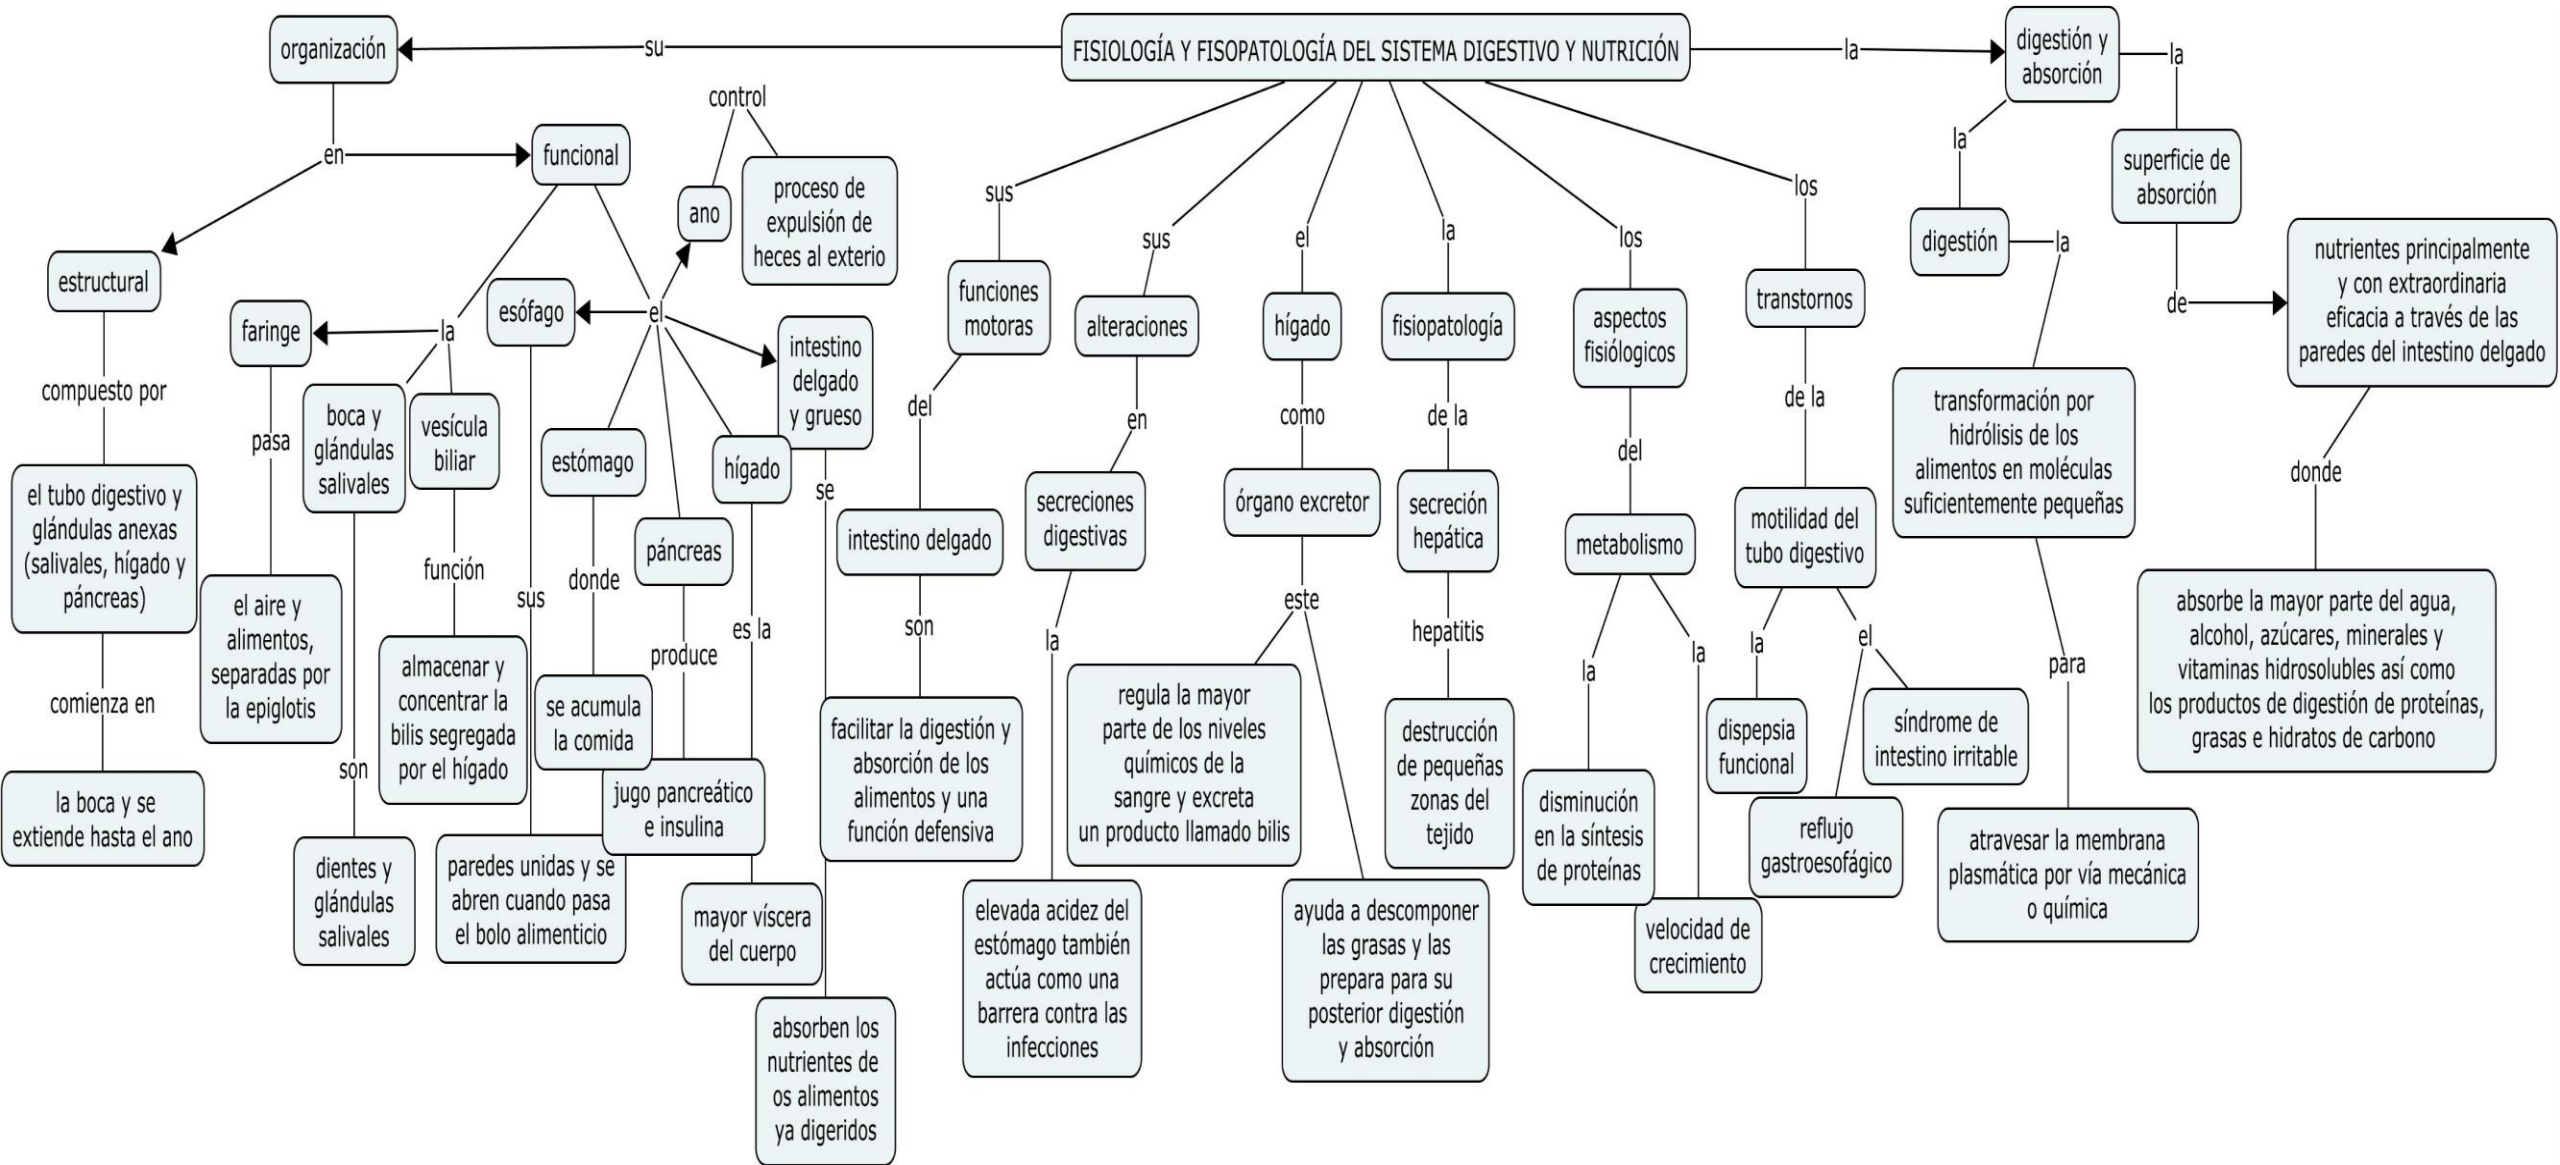 FISIOLOGÍA Y FISOPATOLOGÍA DEL SISTEMA DIGESTIVO Y NUTRICIÓN
su
organización
en
estructural
compuesto por
el tubo digestivo y
glándulas anexas
(salivales, hígado y
páncreas)
comienza en
la boca y se
extiende hasta el ano
funcional
la
faringe
pasa
el aire y
alimentos,
separadas por
la epiglotis
boca y
glándulas
salivales
son
dientes y
glándulas
salivales
vesícula
biliar
función
almacenar y
concentrar la
bilis segregada
por el hígado
el
esófago
sus
paredes unidas y se
abren cuando pasa
el bolo alimenticio
estómago
donde
se acumula
la comida
páncreas
produce
jugo pancreático
e insulina
hígado
es la
mayor víscera
del cuerpo
intestino
delgado
y grueso
se
absorben los
nutrientes de
os alimentos
ya digeridos
ano
control
proceso de
expulsión de
heces al exterio
sus
funciones
motoras
del
intestino delgado
son
facilitar la digestión y
absorción de los
alimentos y una
función defensiva
sus
alteraciones
en
secreciones
digestivas
la
elevada acidez del
estómago también
actúa como una
barrera contra las
infecciones
el
hígado
como
órgano excretor
este
regula la mayor
parte de los niveles
químicos de la
sangre y excreta
un producto llamado bilis
ayuda a descomponer
las grasas y las
prepara para su
posterior digestión
y absorción
la
fisiopatología
de la
secreción
hepática
hepatitis
destrucción
de pequeñas
zonas del
tejido
los
aspectos
fisiólogicos
del
metabolismo
la
disminución
en la síntesis
de proteínas
la
velocidad de
crecimiento
los
transtornos
de la
motilidad del
tubo digestivo
la
dispepsia
funcional
el
reflujo
gastroesofágico
síndrome de
intestino irritable
la
digestión y
absorción
la
digestión
la
transformación por
hidrólisis de los
alimentos en moléculas
suficientemente pequeñas
para
atravesar la membrana
plasmática por vía mecánica
o química
la
superficie de
absorción
de
nutrientes principalmente
y con extraordinaria
eficacia a través de las
paredes del intestino delgado
donde
absorbe la mayor parte del agua,
alcohol, azúcares, minerales y
vitaminas hidrosolubles así como
los productos de digestión de proteínas,
grasas e hidratos de carbono